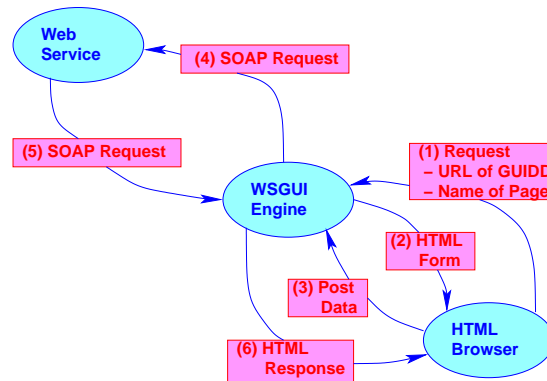 Web
Service
(4) SOAP Request
(5) SOAP Request
(1) Request
– URL of GUIDD
– Name of Page
WSGUI
Engine
(2) HTML
Form
(3) Post
Data
(6) HTML
Response
HTML
Browser